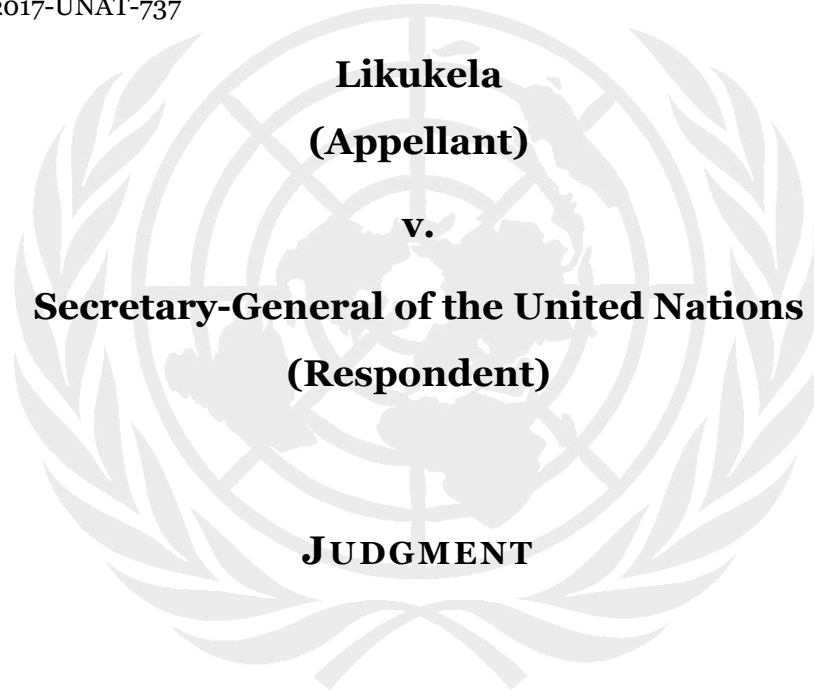 2017-UNAT-737
Likukela
(Appellant)
v.
Secretary-General of the United Nations
(Respondent)
JUDGMENT